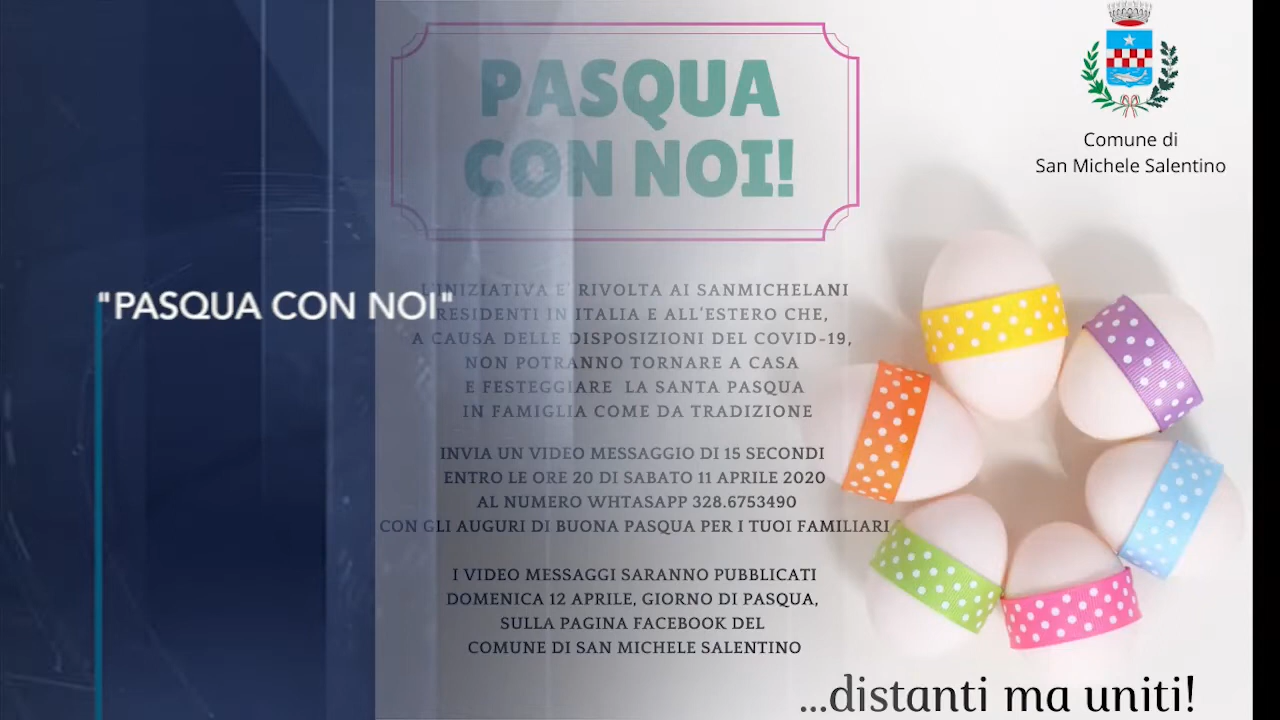 PASQUA
CON NOI!
Comune di
San Michele Salentino
"PASQUA CON NOI"
L'INIZIATIVA E' RIVOLTA AI SANMICHELANI
RESIDENTI IN ITALIA E ALL'ESTERO CHE,
A CAUSA DELLE DISPOSIZIONI DEL COVID-19,
NON POTRANNO TORNARE A CASA
E FESTEGGIARE LA SANTA PASQUA
IN FAMIGLIA COME DA TRADIZIONE
INVIA UN VIDEO MESSAGGIO DI 15 SECONDI
ENTRO LE ORE 20 DI SABATO 11 APRILE 2020
AL NUMERO WHTASAPP 328.6753490
CON GLI AUGURI DI BUONA PASQUA PER I TUOI FAMILIARI
I VIDEO MESSAGGI SARANNO PUBBLICATI
DOMENICA 12 APRILE, GIORNO DI PASQUA,
SULLA PAGINA FACEBOOK DEL
COMUNE DI SAN MICHELE SALENTINO
...distanti ma uniti!